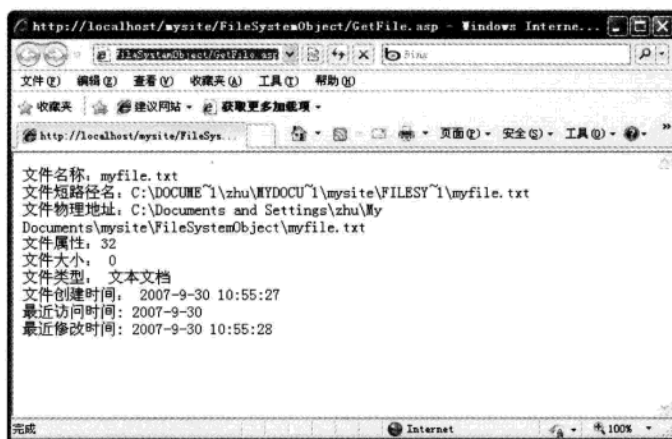 http://localhost/mysite/FileSystemObject/GetFile.asp - Windows Interne...
FileSystemObject/GetFile.asp Bing
文件(F) 编辑(E) 查看(V) 收藏夹(A) 工具(T) 帮助(H)
收藏夹 建议网站 获取更多附加模块
http://localhost/mysite/FileSys... 页面(P) 安全(S) 工具(O) »
文件名称：myfile.txt
文件短路径名：C:\DOCUME~1\zhu\MYDOCU~1\mysite\FILESY~1\myfile.txt
文件物理地址：C:\Documents and Settings\zhu\My
Documents\mysite\FileSystemObject\myfile.txt
文件属性：32
文件大小： 0
文件类型： 文本文档
文件创建时间： 2007-9-30 10:55:27
最近访问时间：2007-9-30
最近修改时间：2007-9-30 10:55:28
完成 Internet 100%